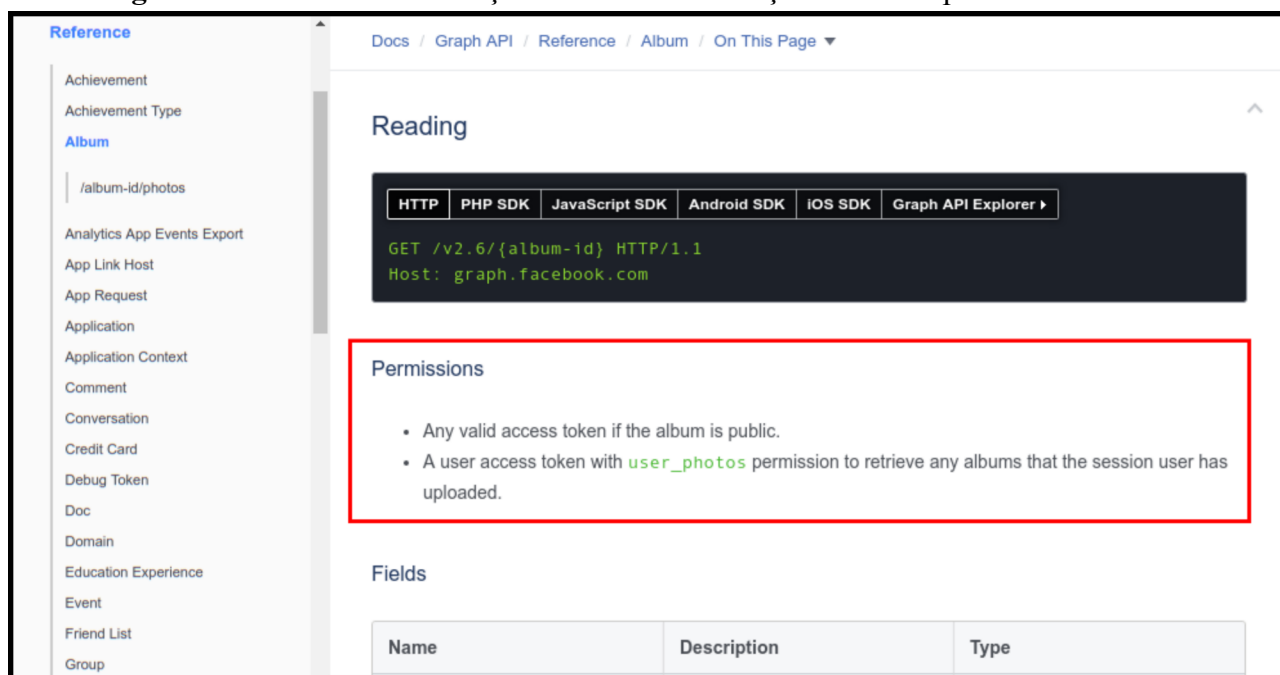 Reference
Achievement
Achievement Type
Album
/album-id/photos
Analytics App Events Export
App Link Host
App Request
Application
Application Context
Comment
Conversation
Credit Card
Debug Token
Doc
Domain
Education Experience
Event
Friend List
Group
Docs / Graph API / Reference / Album / On This Page ▼
Reading
HTTP PHP SDK JavaScript SDK Android SDK iOS SDK Graph API Explorer
GET /v2.6/{album-id} HTTP/1.1
Host: graph.facebook.com
Permissions
• Any valid access token if the album is public.
• A user access token with user_photos permission to retrieve any albums that the session user has
uploaded.
Fields
Name Description Type